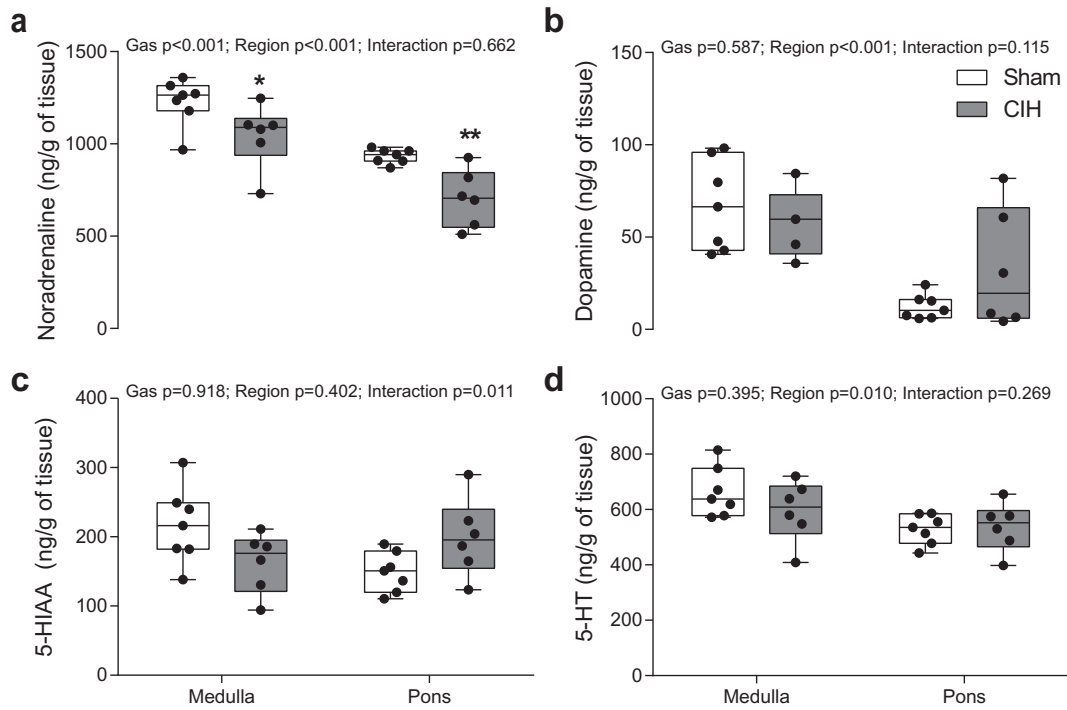 a
Gas p<0.001; Region p<0.001; Interaction p=0.662
Noradrenaline (ng/g of tissue)
1500
1000
500
0
*
**
b
Gas p=0.587; Region p<0.001; Interaction p=0.115
Dopamine (ng/g of tissue)
150
100
50
0
Sham
CIH
c
Gas p=0.918; Region p=0.402; Interaction p=0.011
5-HIAA (ng/g of tissue)
400
300
200
100
0
Medulla
Pons
d
Gas p=0.395; Region p=0.010; Interaction p=0.269
5-HT (ng/g of tissue)
1000
800
600
400
200
0
Medulla
Pons